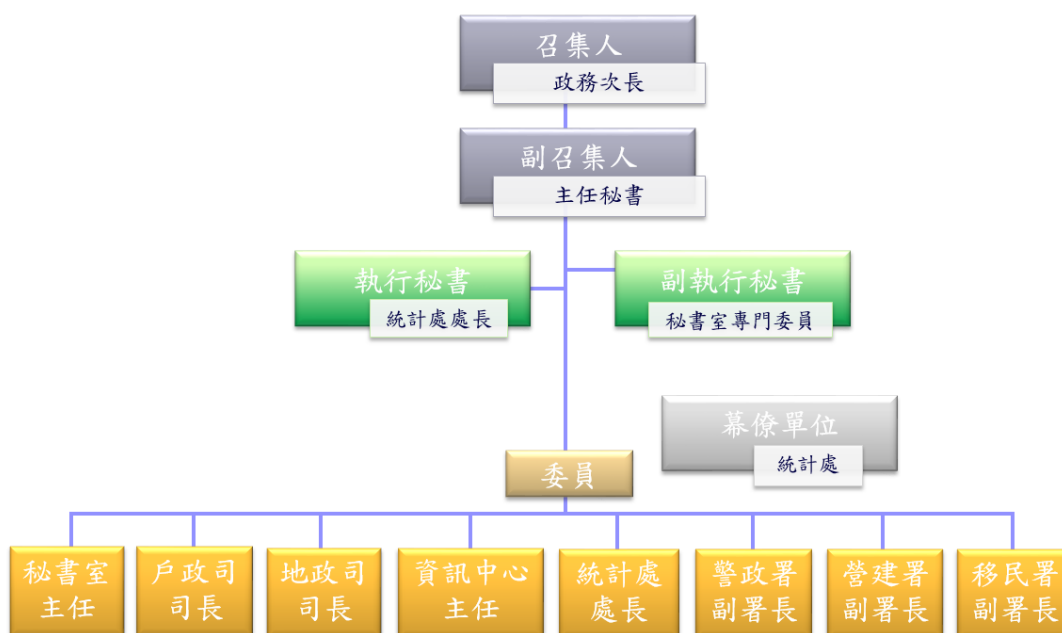 召集人
政務次長
副召集人
主任秘書
執行秘書
統計處處長
副執行秘書
秘書室專門委員
幕僚單位
統計處
委員
秘書室
主任
戶政司
司長
地政司
司長
資訊中心
主任
統計處
處長
警政署
副署長
營建署
副署長
移民署
副署長